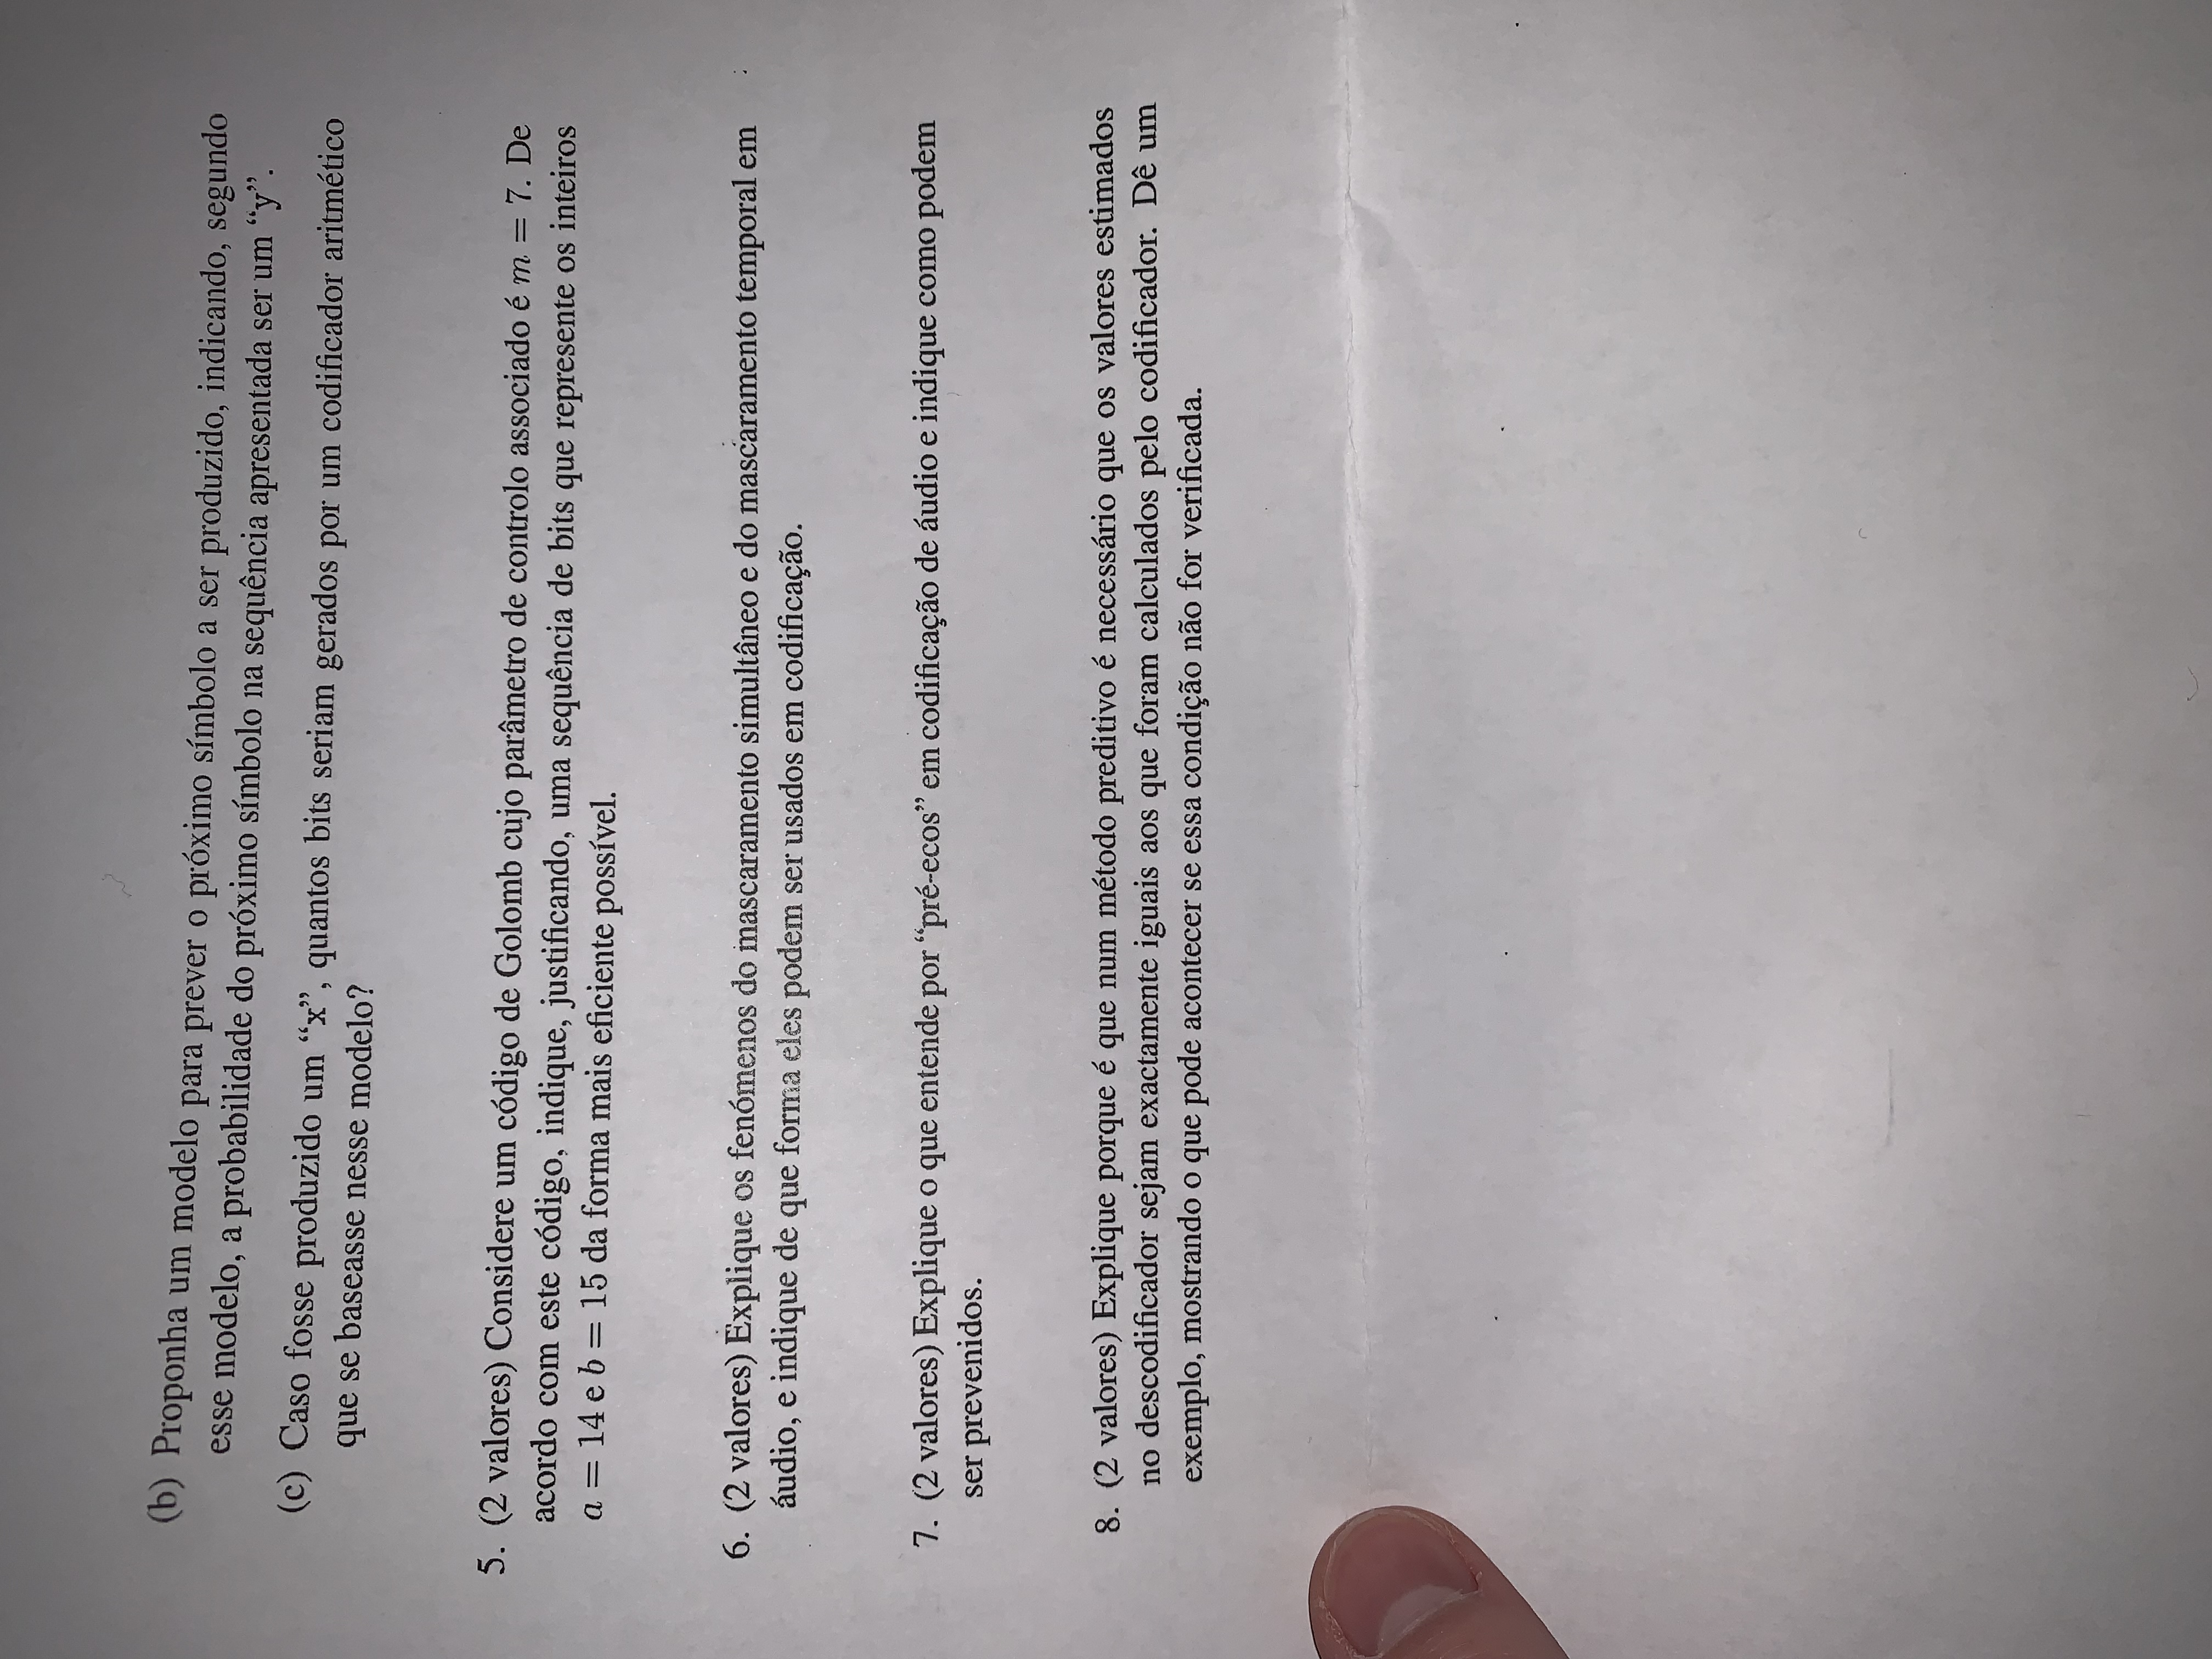 (b) Proponha um modelo para prever o próximo símbolo a ser produzido, indicando, segundo
esse modelo, a probabilidade do próximo símbolo na sequência apresentada ser um “y”.
(c) Caso fosse produzido um “x”, quantos bits seriam gerados por um codificador aritmético
que se baseasse nesse modelo?
5. (2 valores) Considere um código de Golomb cujo parâmetro de controlo associado é m = 7. De
acordo com este código, indique, justificando, uma sequência de bits que represente os inteiros
a = 14 e b = 15 da forma mais eficiente possível.
6. (2 valores) Explique os fenómenos do mascaramento simultâneo e do mascaramento temporal em
áudio, e indique de que forma eles podem ser usados em codificação.
7. (2 valores) Explique o que entende por “pré-ecos” em codificação de áudio e indique como podem
ser prevenidos.
8. (2 valores) Explique porque é que num método preditivo é necessário que os valores estimados
no descodificador sejam exactamente iguais aos que foram calculados pelo codificador. Dê um
exemplo, mostrando o que pode acontecer se essa condição não for verificada.